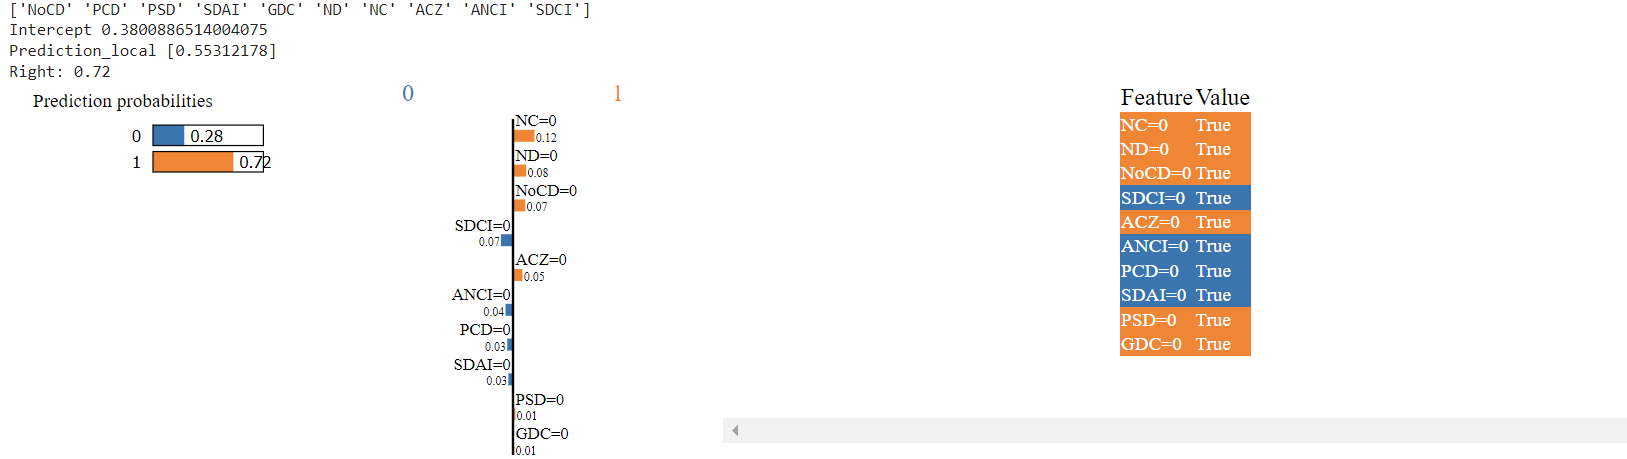 ['NoCD' 'PCD' 'PSD' 'SDAI' 'GDC' 'ND' 'NC' 'ACZ' 'ANCI' 'SDCI']
Intercept 0.3800886514004075
Prediction_local [0.55312178]
Right: 0.72
Prediction probabilities
0 0.28
1 0.72
0 1
NC=0
0.12
ND=0
0.08
NoCD=0
0.07
SDCI=0
0.07
ACZ=0
0.05
ANCI=0
0.04
PCD=0
0.03
SDAI=0
0.03
PSD=0
0.01
GDC=0
0.01
Feature Value
NC=0 True
ND=0 True
NoCD=0 True
SDCI=0 True
ACZ=0 True
ANCI=0 True
PCD=0 True
SDAI=0 True
PSD=0 True
GDC=0 True